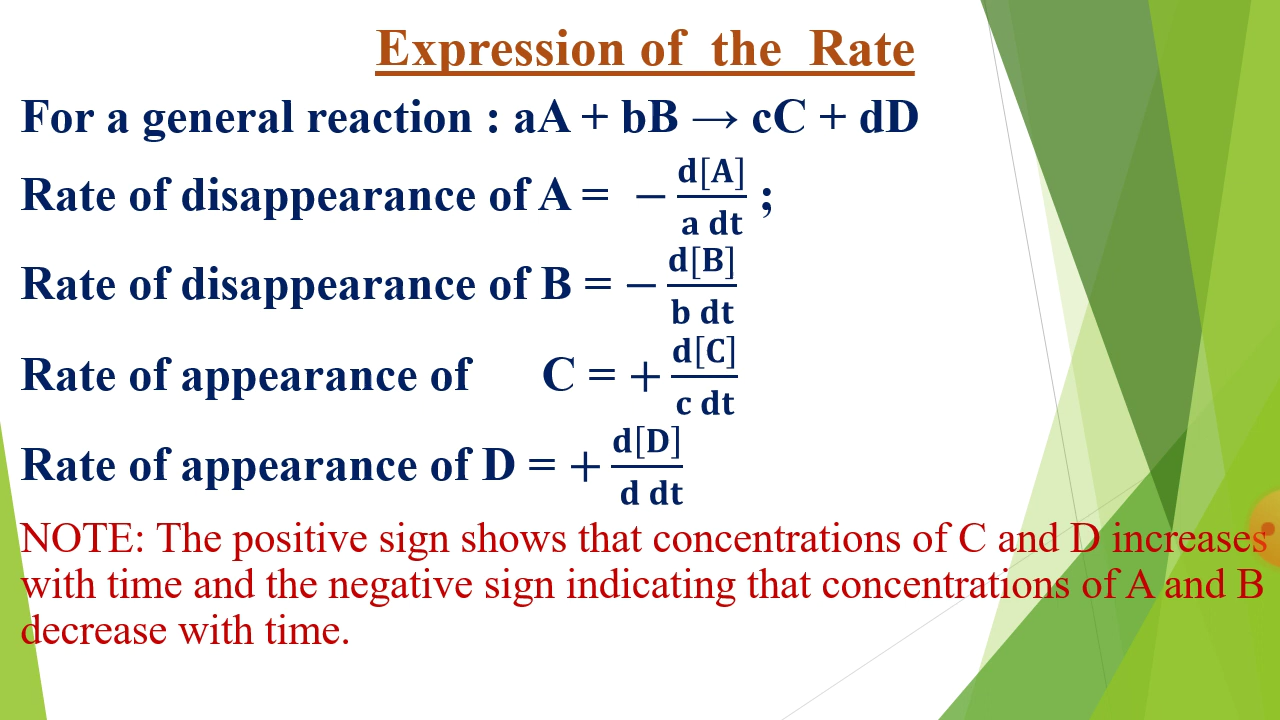 Expression of the Rate
For a general reaction : aA + bB → cC + dD
Rate of disappearance of A = − d[A] / a dt ;
Rate of disappearance of B = − d[B] / b dt
Rate of appearance of C = + d[C] / c dt
Rate of appearance of D = + d[D] / d dt
NOTE: The positive sign shows that concentrations of C and D increases
with time and the negative sign indicating that concentrations of A and B
decrease with time.